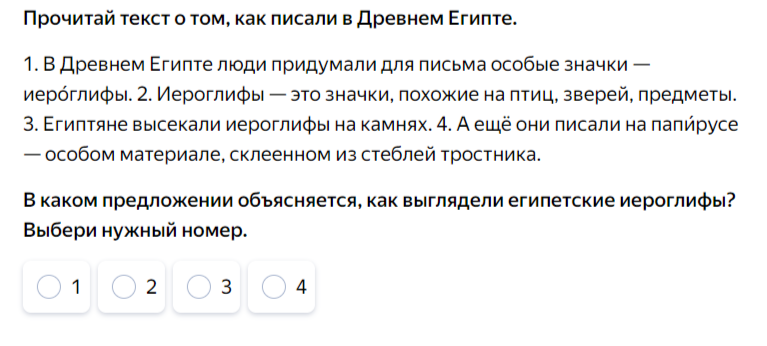 Прочитай текст о том, как писали в Древнем Египте.
1. В Древнем Египте люди придумали для письма особые значки —
иеро́глифы. 2. Иероглифы — это значки, похожие на птиц, зверей, предметы.
3. Египтяне высекали иероглифы на камнях. 4. А ещё они писали на папи́русе
— особом материале, склеенном из стеблей тростника.
В каком предложении объясняется, как выглядели египетские иероглифы?
Выбери нужный номер.
1 2 3 4